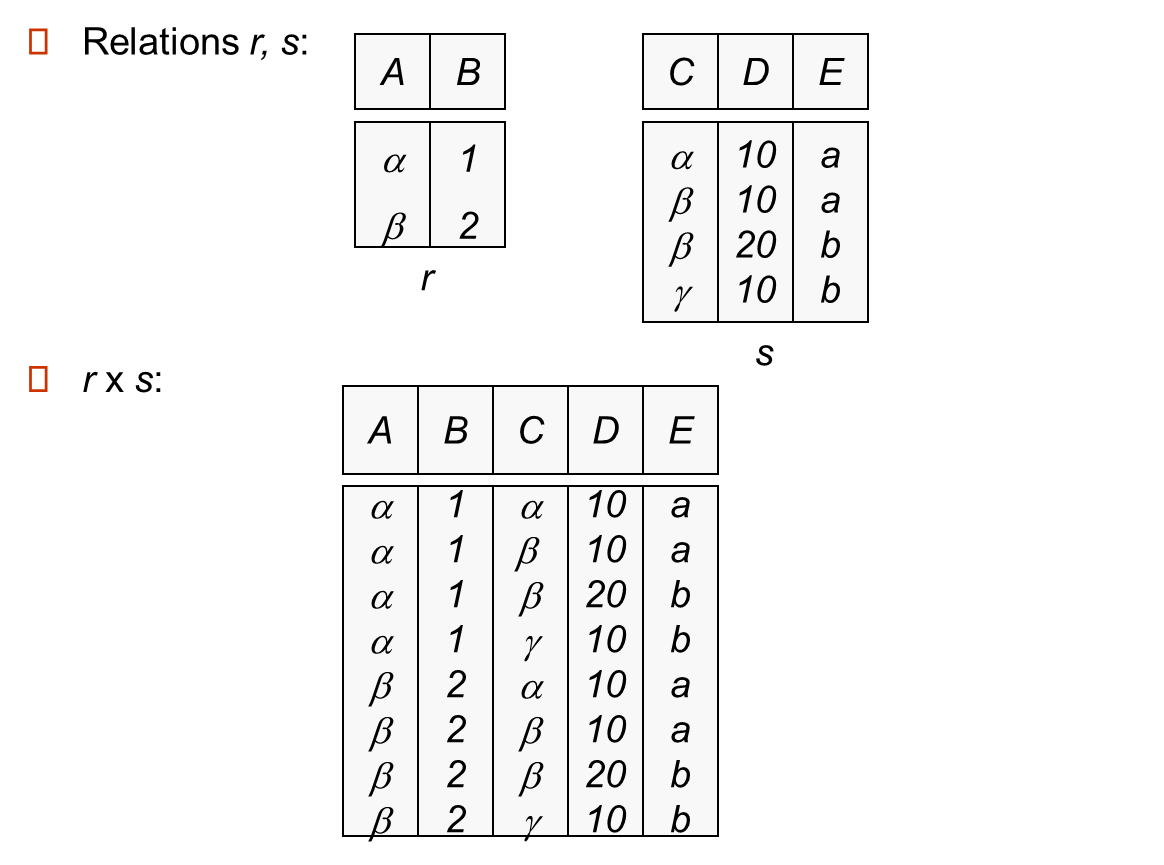 Relations r, s:
A B
α 1
β 2
r
C D E
α 10 a
β 10 a
β 20 b
γ 10 b
s
r x s:
A B C D E
α 1 α 10 a
α 1 β 10 a
α 1 β 20 b
α 1 γ 10 b
β 2 α 10 a
β 2 β 10 a
β 2 β 20 b
β 2 γ 10 b